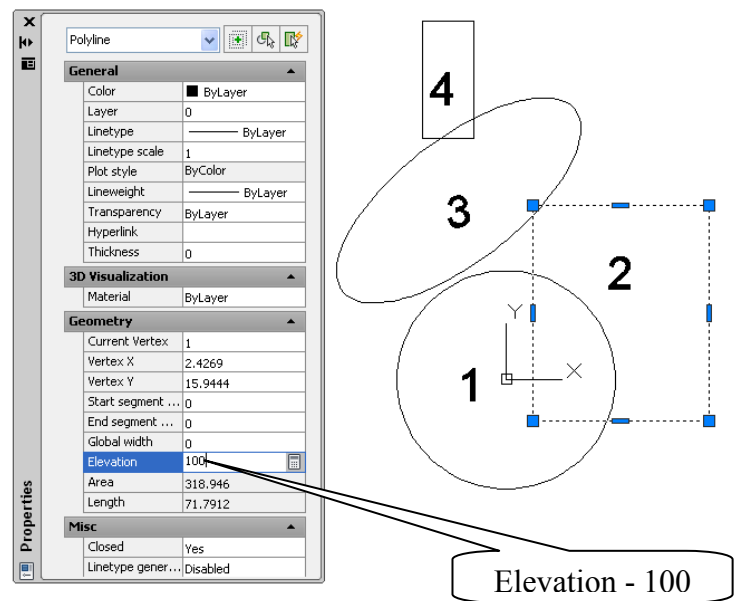 Polyline
General
Color ByLayer
Layer 0
Linetype ByLayer
Linetype scale 1
Plot style ByColor
Lineweight ByLayer
Transparency ByLayer
Hyperlink
Thickness 0
3D Visualization
Material ByLayer
Geometry
Current Vertex 1
Vertex X 2.4269
Vertex Y 15.9444
Start segment ... 0
End segment ... 0
Global width 0
Elevation 100
Area 318.946
Length 71.7912
Misc
Closed Yes
Linetype gener... Disabled
Properties
4
3
2
Y
1 X
Elevation - 100